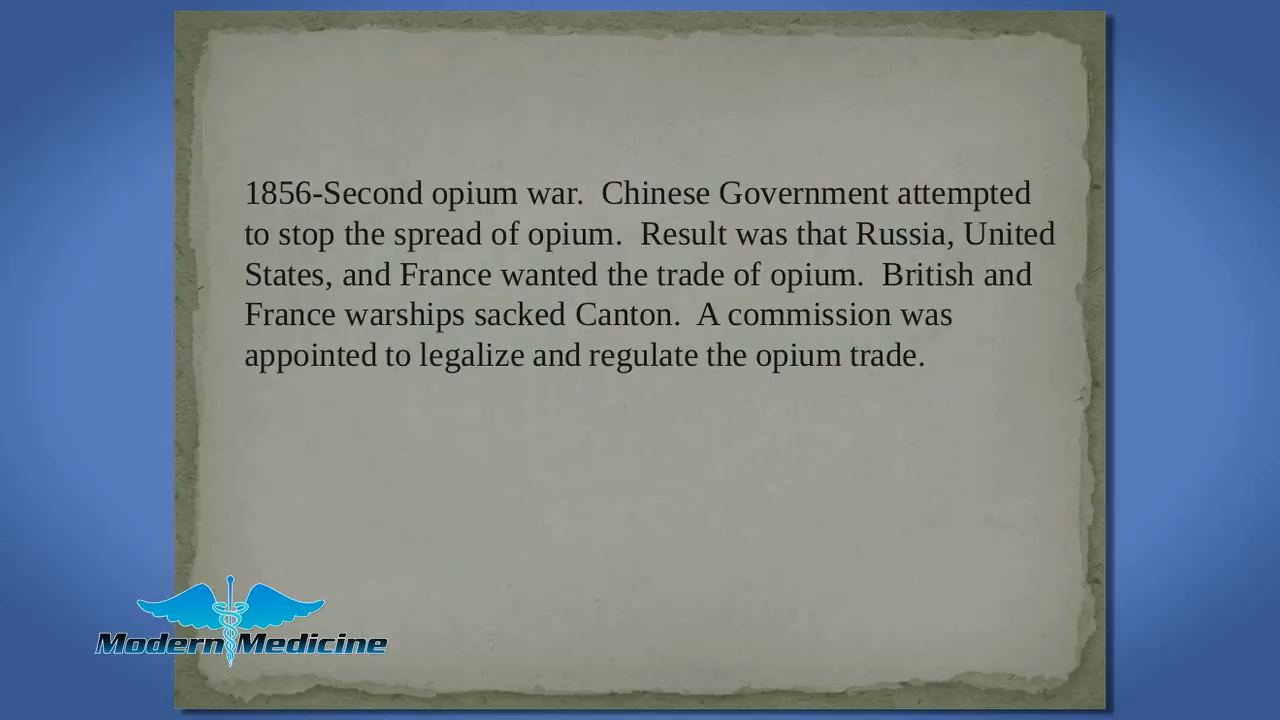 1856-Second opium war.  Chinese Government attempted
to stop the spread of opium.  Result was that Russia, United
States, and France wanted the trade of opium.  British and
France warships sacked Canton.  A commission was
appointed to legalize and regulate the opium trade.
Modern Medicine